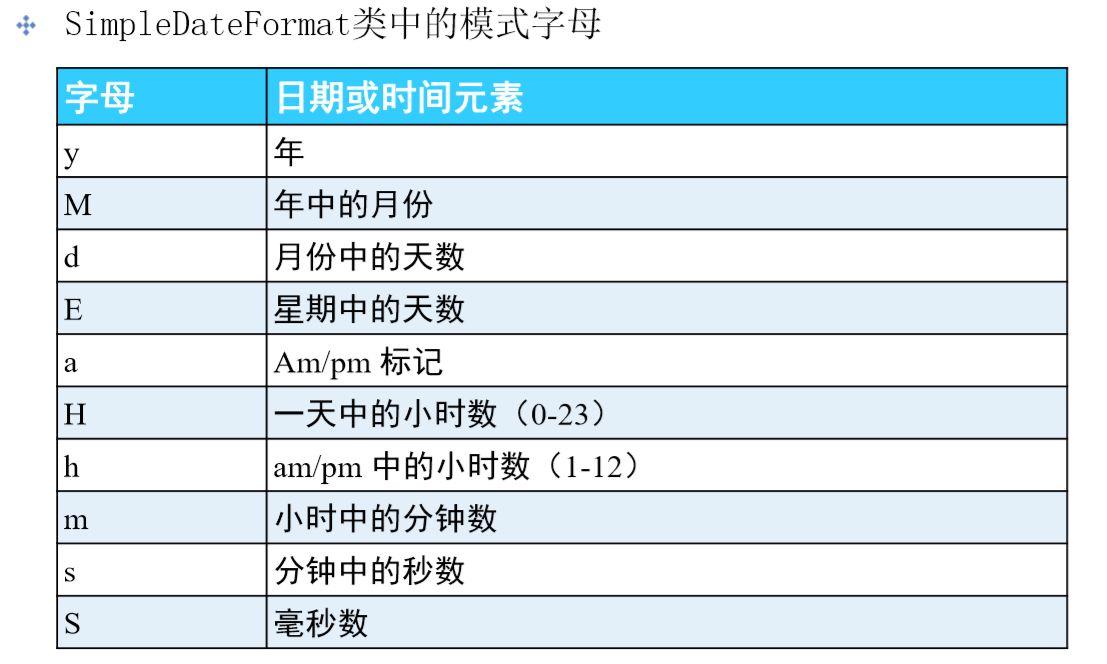 SimpleDateFormat类中的模式字母
字母 日期或时间元素
y 年
M 年中的月份
d 月份中的天数
E 星期中的天数
a Am/pm 标记
H 一天中的小时数（0-23）
h am/pm 中的小时数（1-12）
m 小时中的分钟数
s 分钟中的秒数
S 毫秒数